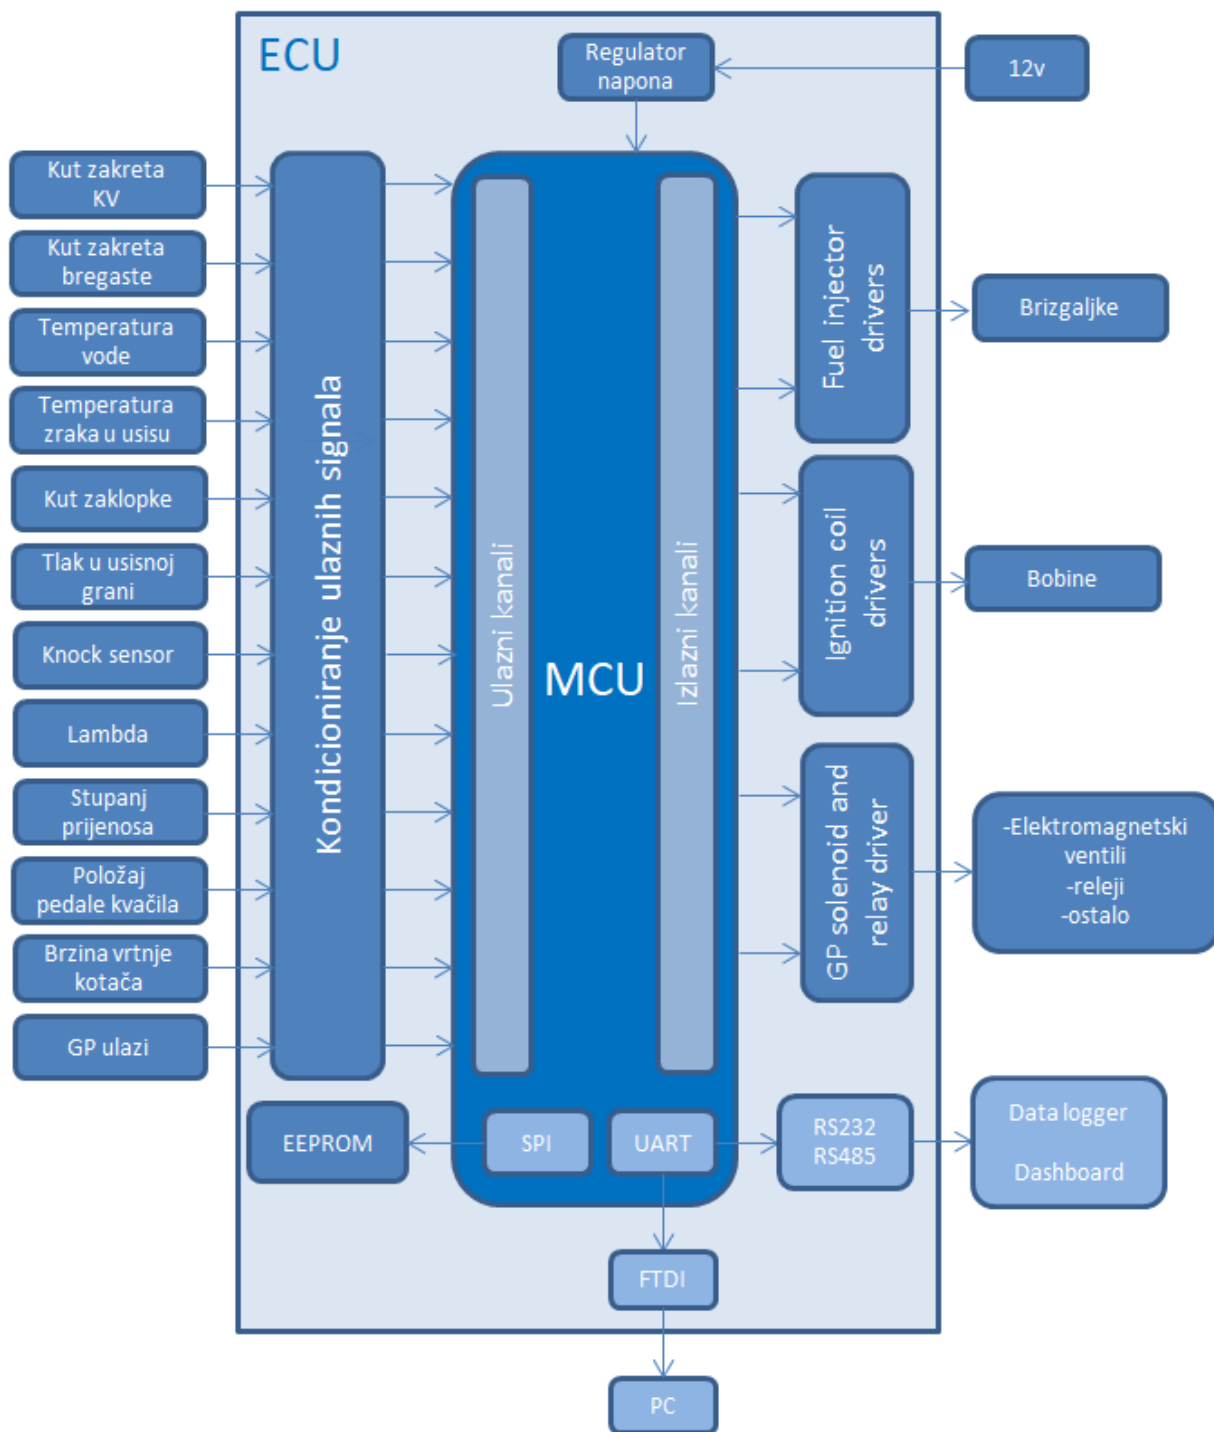 ECU
Regulator
napona
12v
Kut zakreta
KV
Kut zakreta
bregaste
Temperatura
vode
Temperatura
zraka u usisu
Kut zaklopke
Tlak u usisnoj
grani
Knock sensor
Lambda
Stupanj
prijenosa
Položaj
pedale kvačila
Brzina vrtnje
kotača
GP ulazi
Kondicioniranje ulaznih signala
Ulazni kanali
MCU
Izlazni kanali
Fuel injector
drivers
Ignition coil
drivers
GP solenoid and
relay driver
Brizgaljke
Bobine
-Elektromagnetski
ventili
-releji
-ostalo
EEPROM
SPI
UART
RS232
RS485
Data logger
Dashboard
FTDI
PC